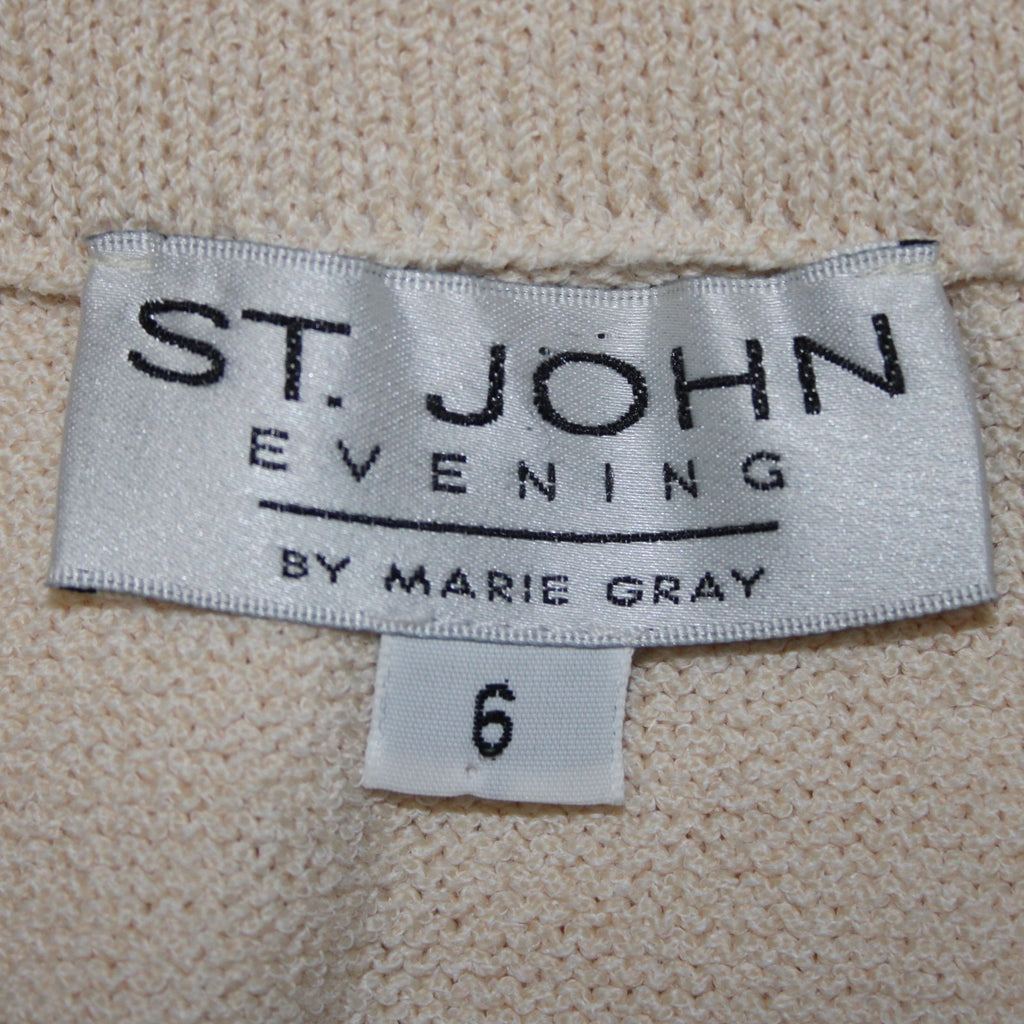 ST. JOHN
EVENING
BY MARIE GRAY
6